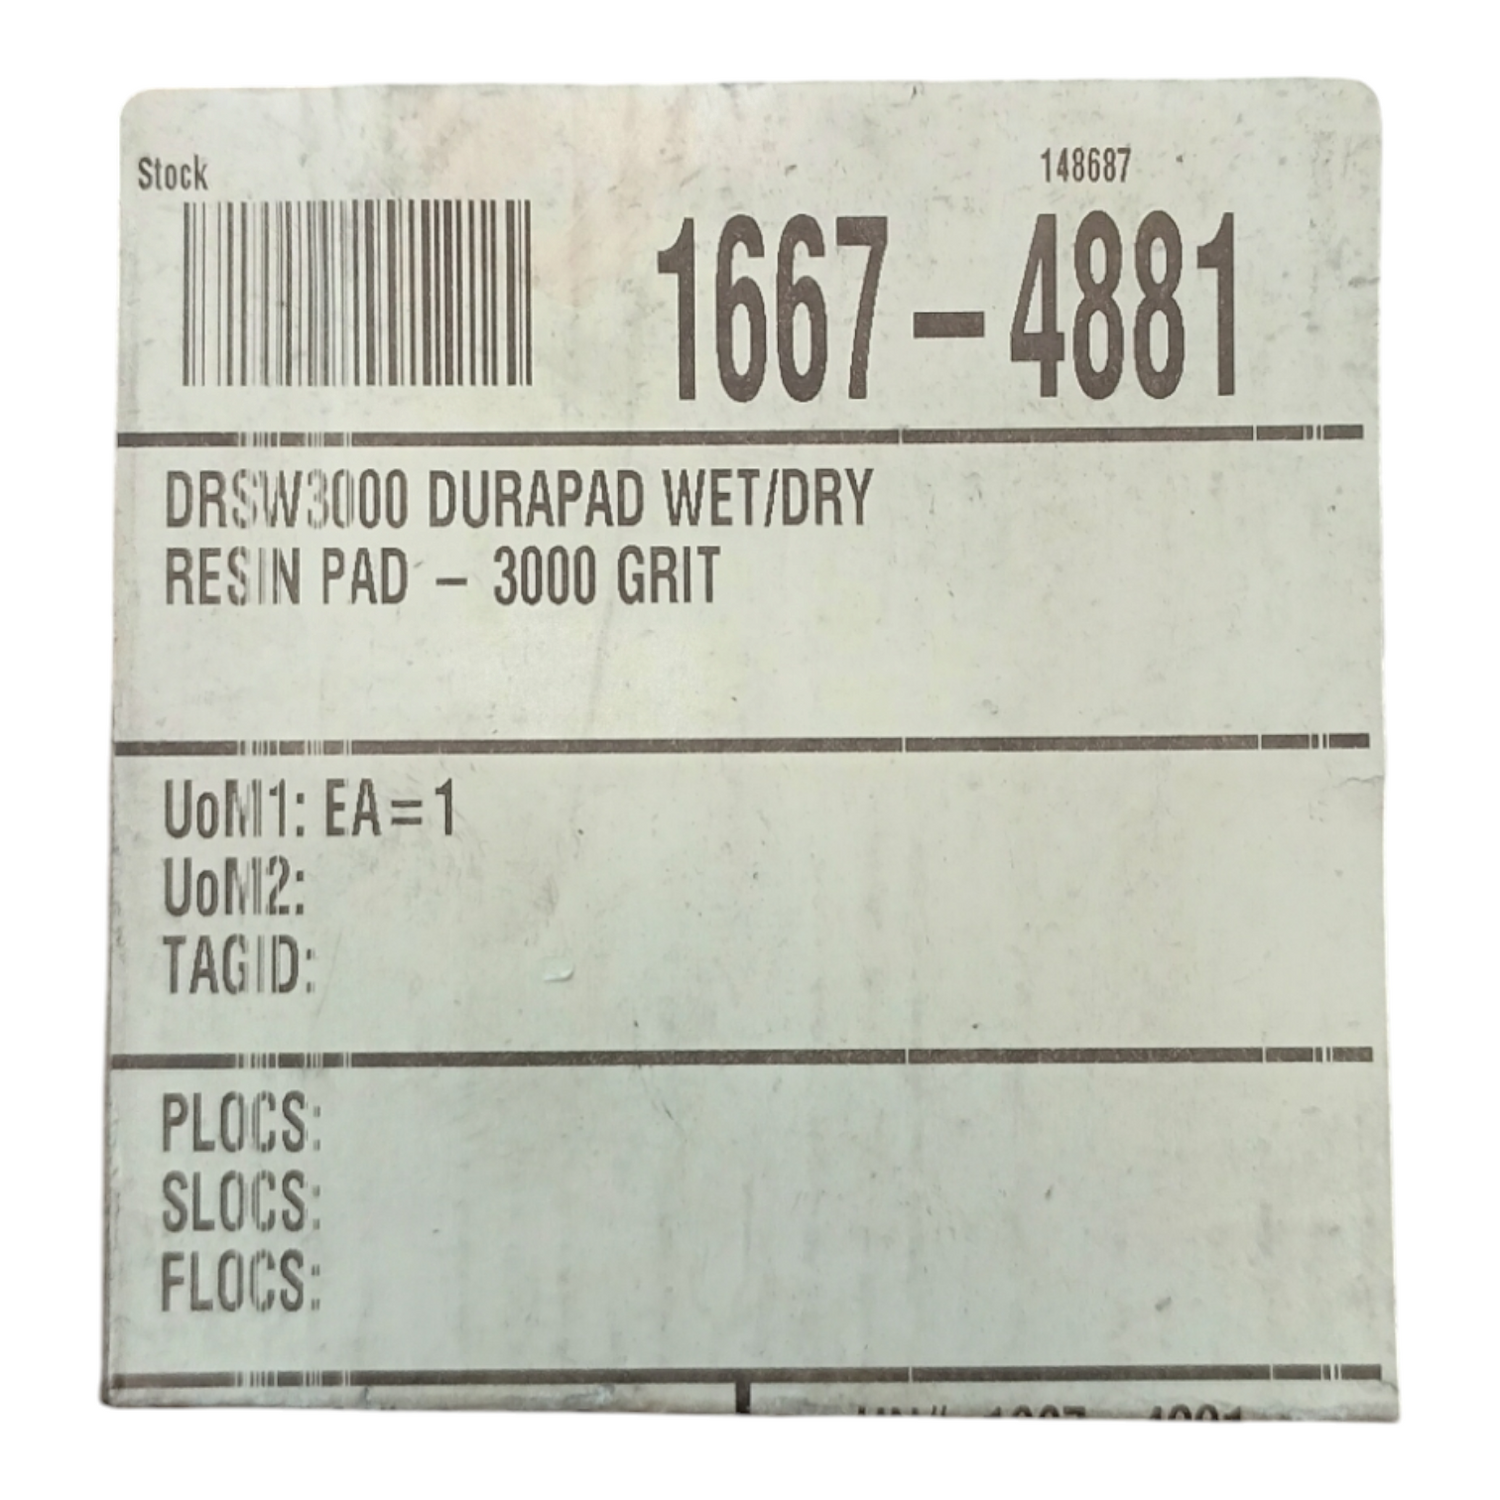 Stock
148687
1667-4881
DRSW3000 DURAPAD WET/DRY
RESIN PAD - 3000 GRIT
UoM1: EA=1
UoM2:
TAGID:
PLOCS:
SLOCS:
FLOCS: